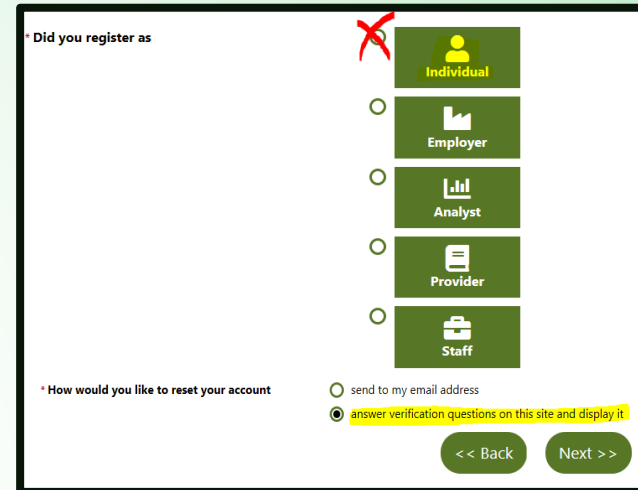 * Did you register as
Individual
Employer
Analyst
Provider
Staff
* How would you like to reset your account
send to my email address
answer verification questions on this site and display it
<< Back
Next >>